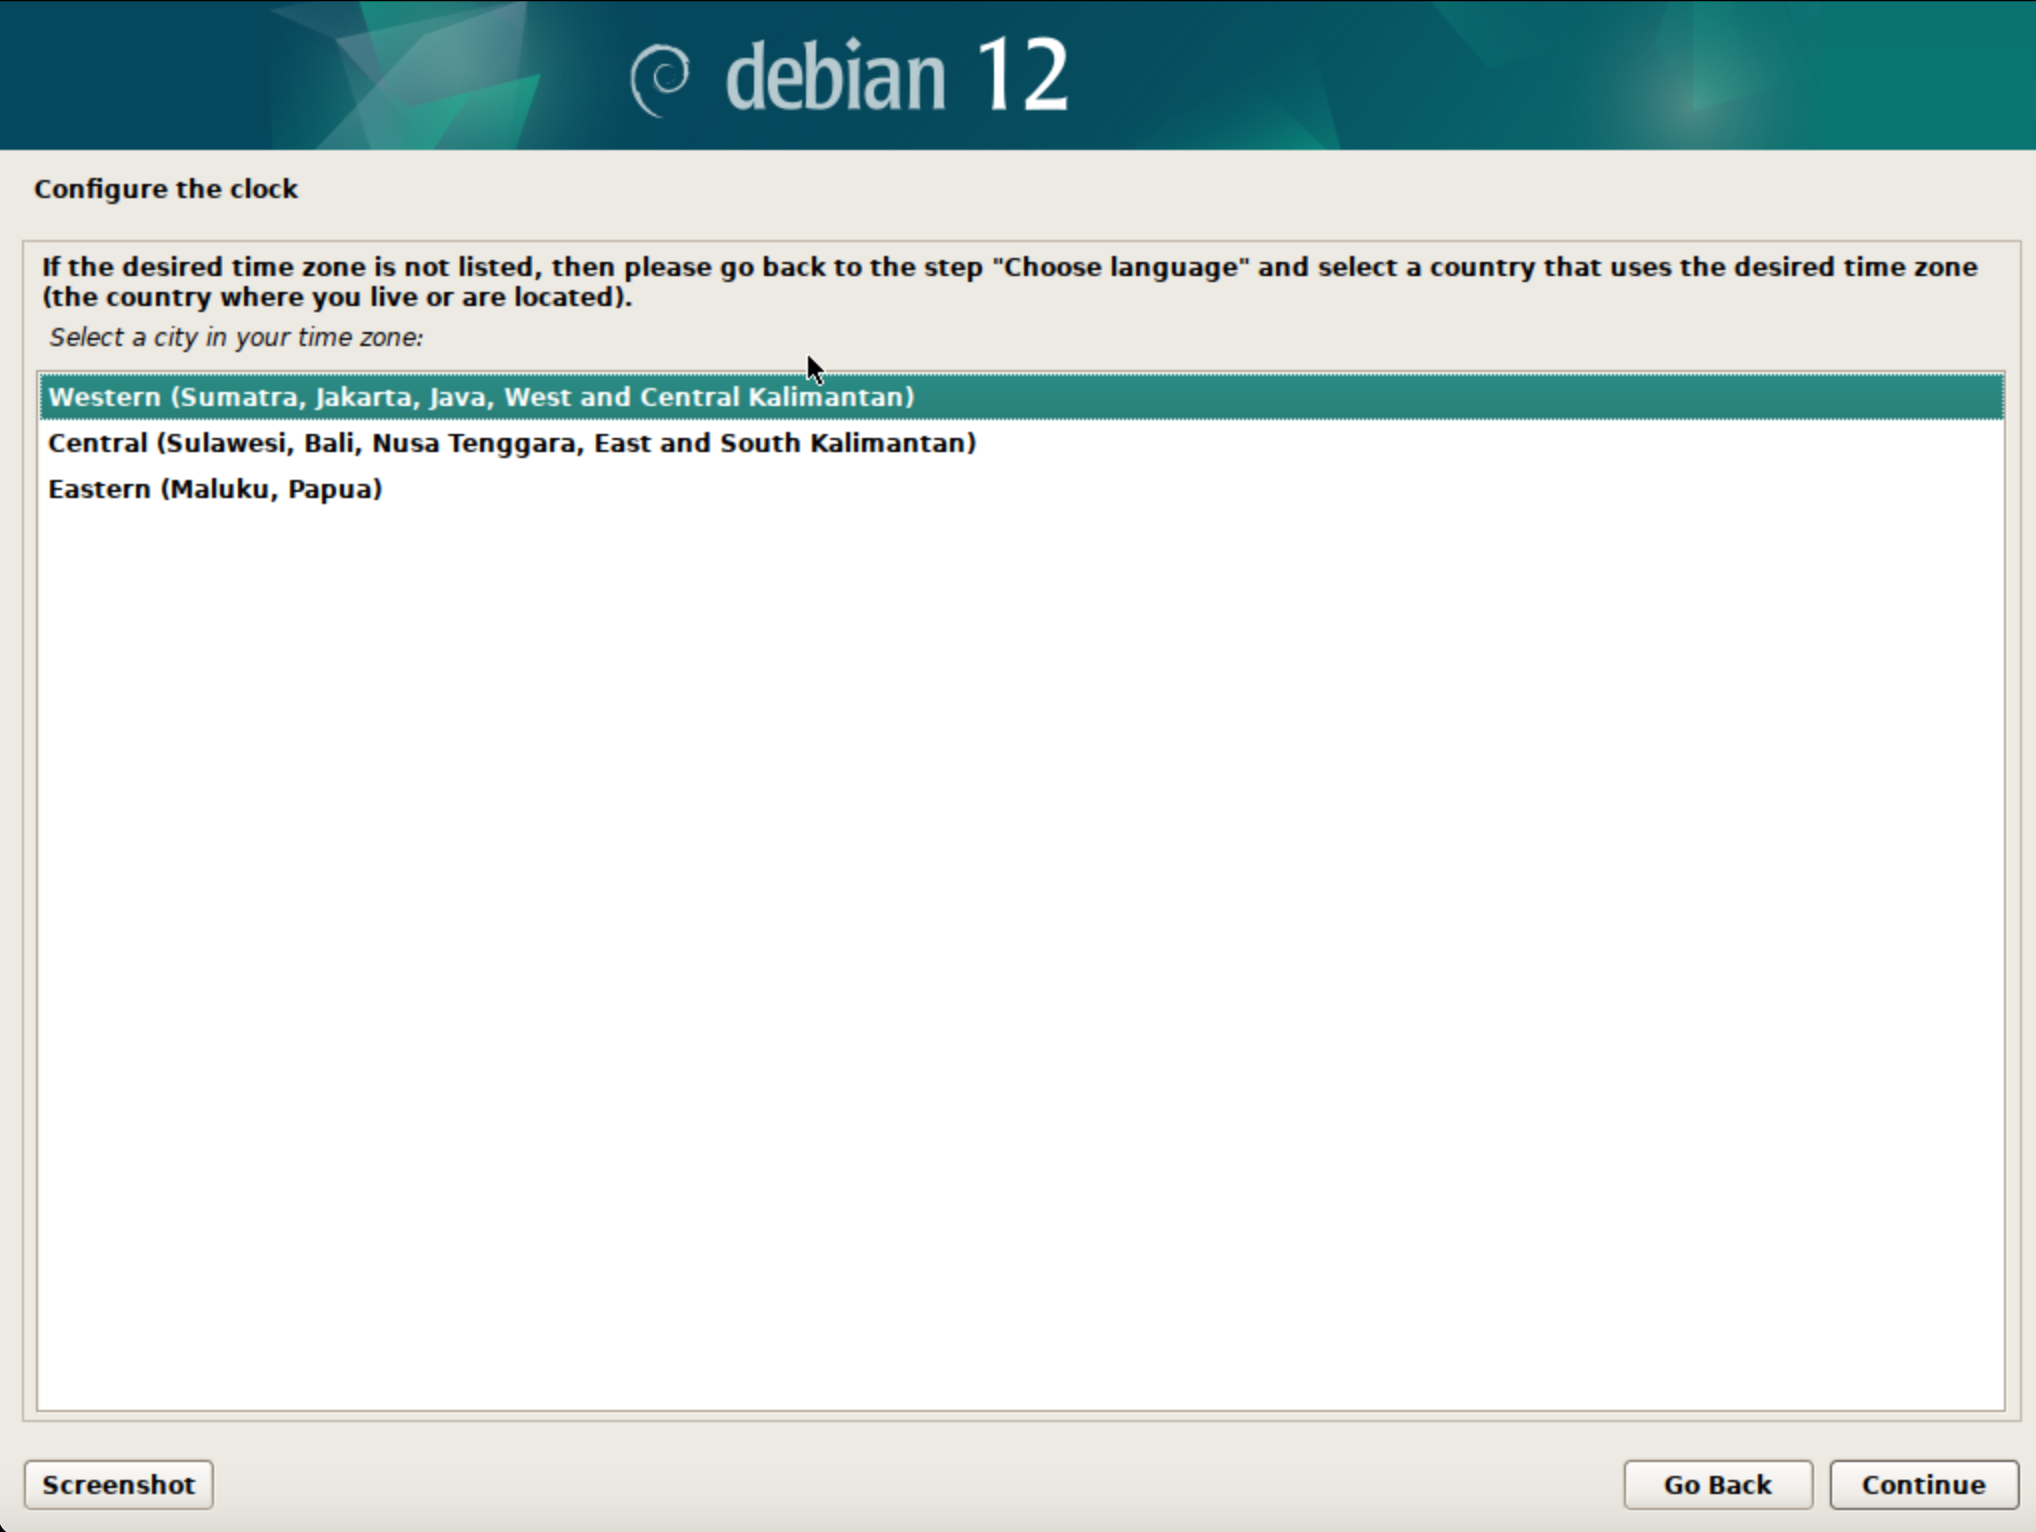 debian 12
Configure the clock
If the desired time zone is not listed, then please go back to the step "Choose language" and select a country that uses the desired time zone
(the country where you live or are located).
Select a city in your time zone:
Western (Sumatra, Jakarta, Java, West and Central Kalimantan)
Central (Sulawesi, Bali, Nusa Tenggara, East and South Kalimantan)
Eastern (Maluku, Papua)
Screenshot
Go Back
Continue